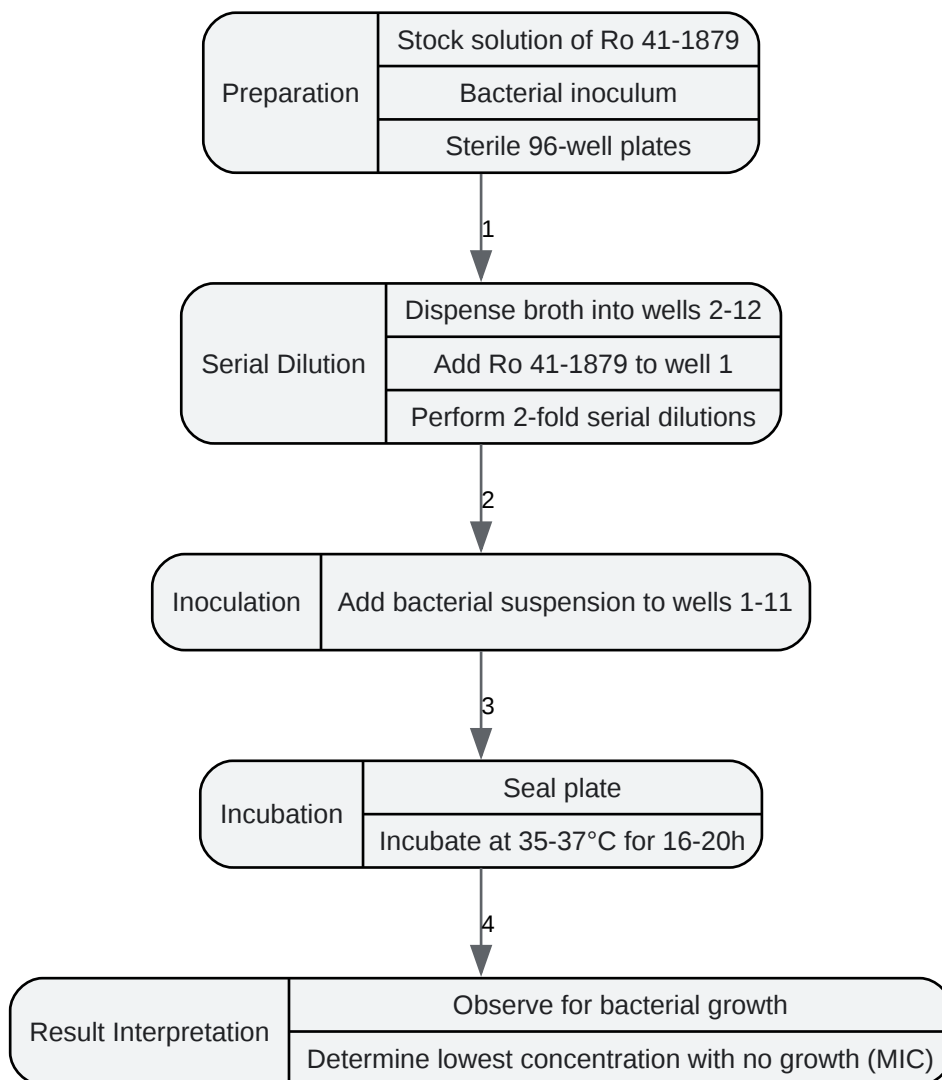 Preparation
Stock solution of Ro 41-1879
Bacterial inoculum
Sterile 96-well plates
1
Serial Dilution
Dispense broth into wells 2-12
Add Ro 41-1879 to well 1
Perform 2-fold serial dilutions
2
Inoculation
Add bacterial suspension to wells 1-11
3
Incubation
Seal plate
Incubate at 35-37°C for 16-20h
4
Result Interpretation
Observe for bacterial growth
Determine lowest concentration with no growth (MIC)